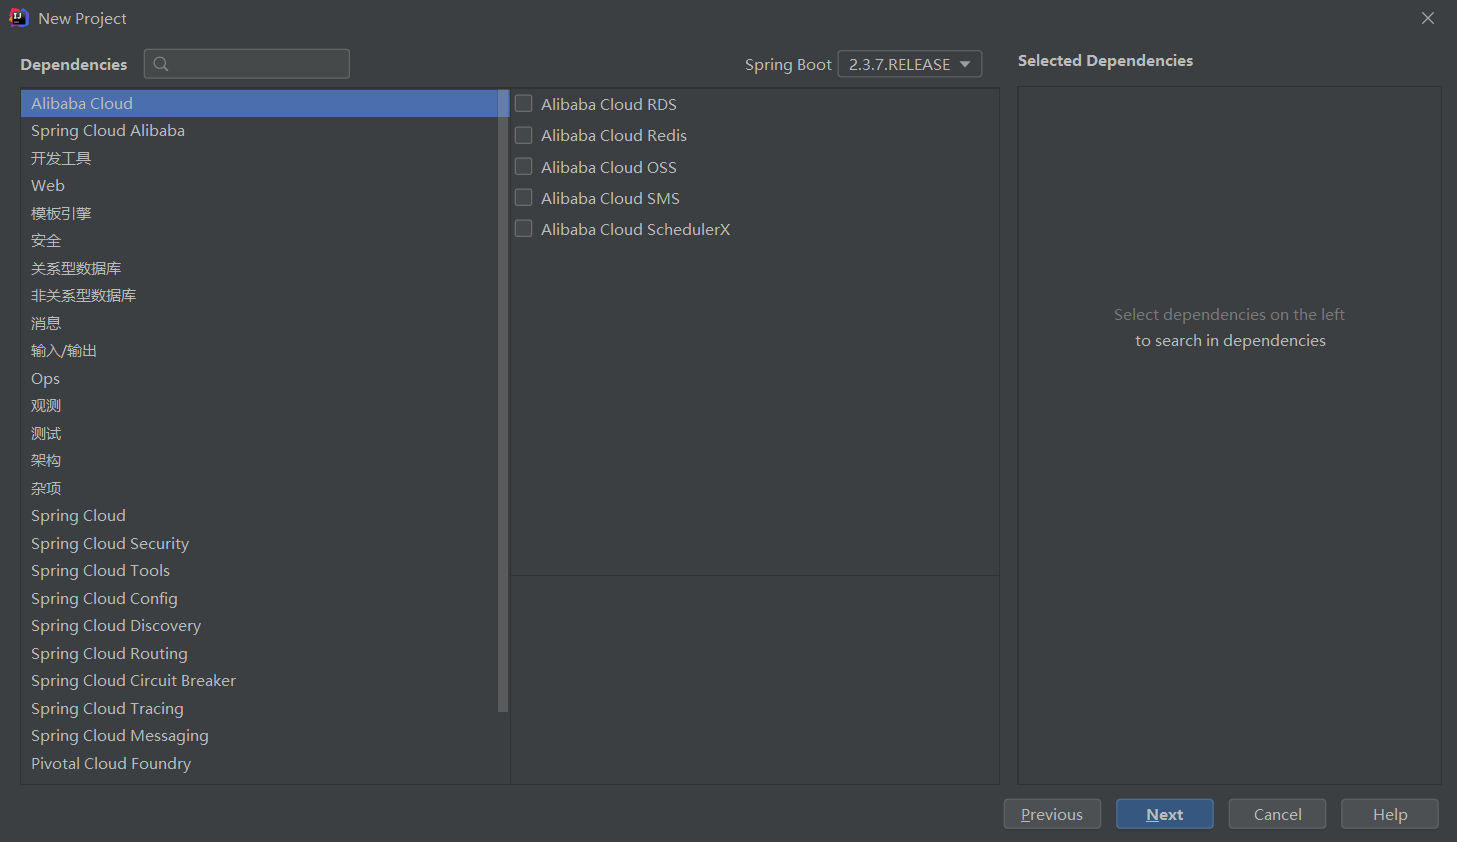 New Project
Dependencies
Spring Boot 2.3.7.RELEASE
Selected Dependencies
Alibaba Cloud
Spring Cloud Alibaba
开发工具
Web
模板引擎
安全
关系型数据库
非关系型数据库
消息
输入/输出
Ops
观测
测试
架构
杂项
Spring Cloud
Spring Cloud Security
Spring Cloud Tools
Spring Cloud Config
Spring Cloud Discovery
Spring Cloud Routing
Spring Cloud Circuit Breaker
Spring Cloud Tracing
Spring Cloud Messaging
Pivotal Cloud Foundry
Alibaba Cloud RDS
Alibaba Cloud Redis
Alibaba Cloud OSS
Alibaba Cloud SMS
Alibaba Cloud SchedulerX
Select dependencies on the left
to search in dependencies
Previous
Next
Cancel
Help